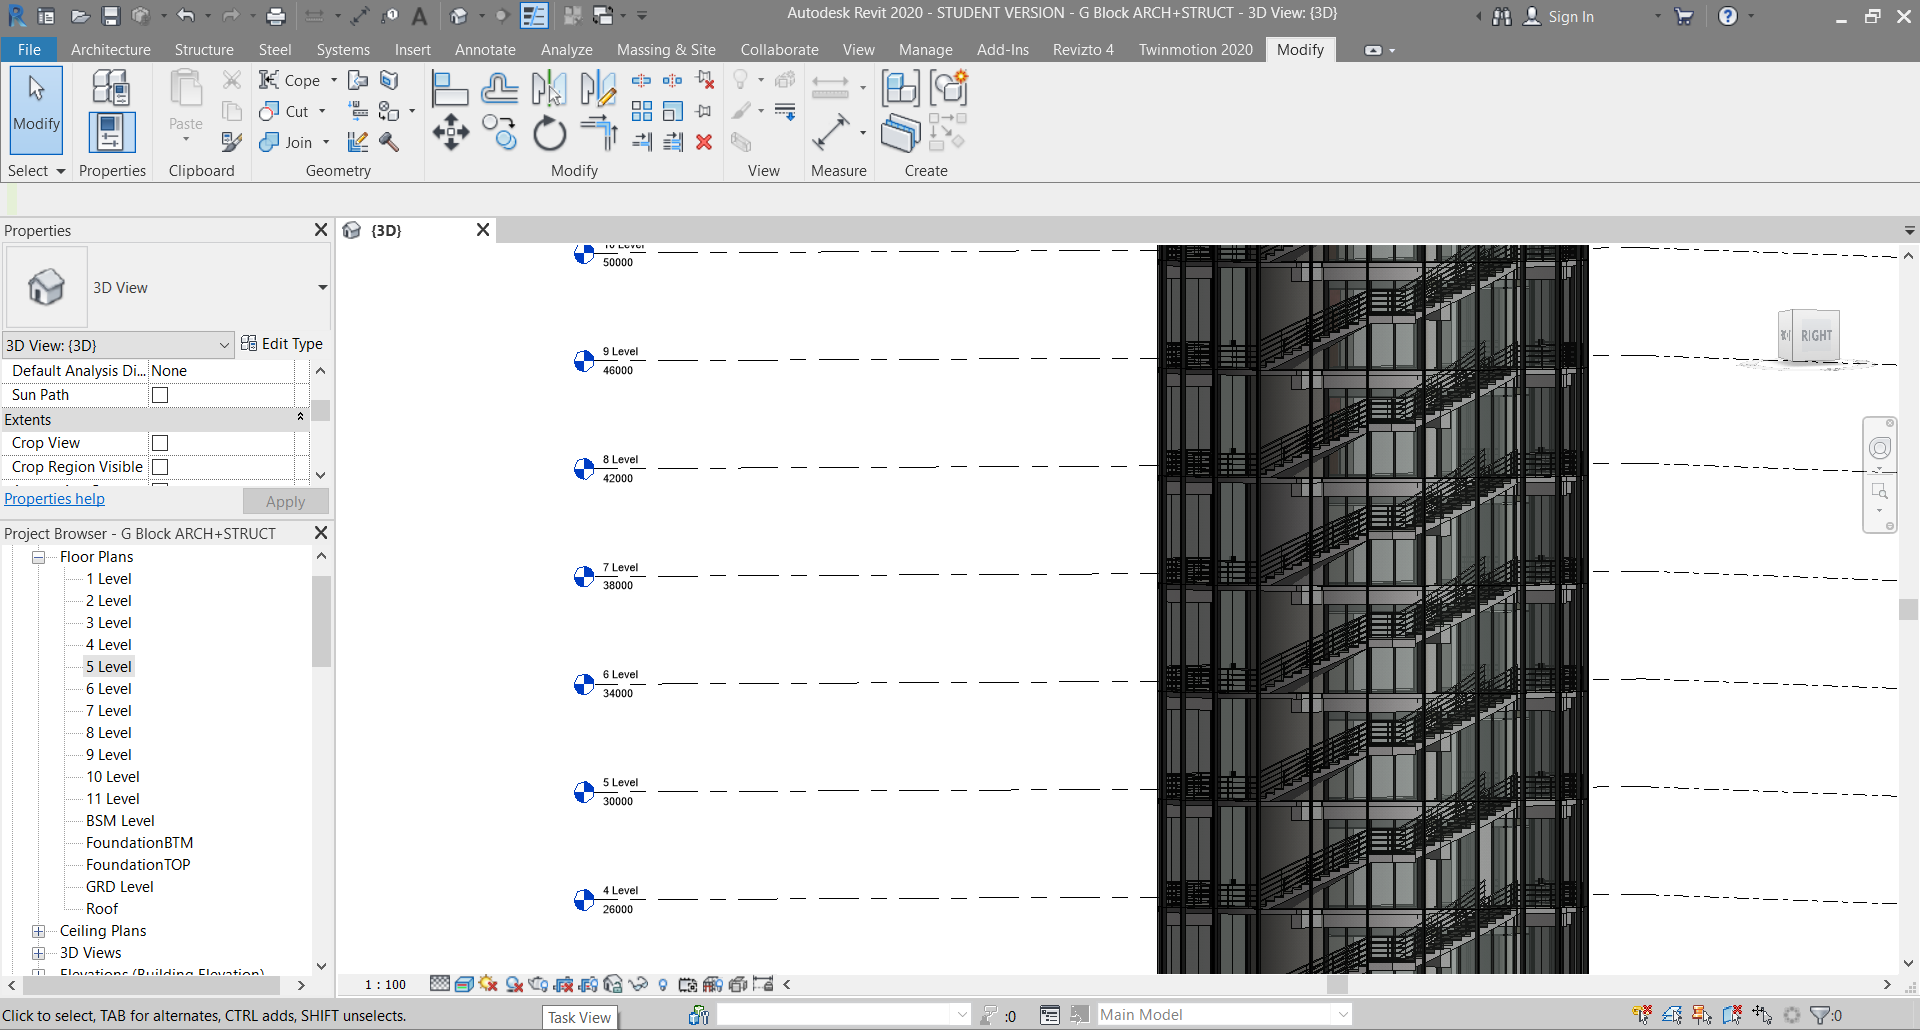 Autodesk Revit 2020 - STUDENT VERSION - G Block ARCH+STRUCT - 3D View: {3D}
Sign In
File Architecture Structure Steel Systems Insert Annotate Analyze Massing & Site Collaborate View Manage Add-Ins Revizto 4 Twinmotion 2020 Modify
Modify
Paste
Cope
Cut
Join
Select Properties Clipboard Geometry Modify View Measure Create
Properties
{3D}
3D View
3D View: {3D}
Edit Type
Default Analysis Di... None
Sun Path
Extents
Crop View
Crop Region Visible
Properties help
Apply
Project Browser - G Block ARCH+STRUCT
Floor Plans
1 Level
2 Level
3 Level
4 Level
5 Level
6 Level
7 Level
8 Level
9 Level
10 Level
11 Level
BSM Level
FoundationBTM
FoundationTOP
GRD Level
Roof
Ceiling Plans
3D Views
Elevations (Building Elevation)
10 Level
50000
9 Level
46000
8 Level
42000
7 Level
38000
6 Level
34000
5 Level
30000
4 Level
26000
RIGHT
1 : 100
Click to select, TAB for alternates, CTRL adds, SHIFT unselects.
Task View
:0
Main Model
:0